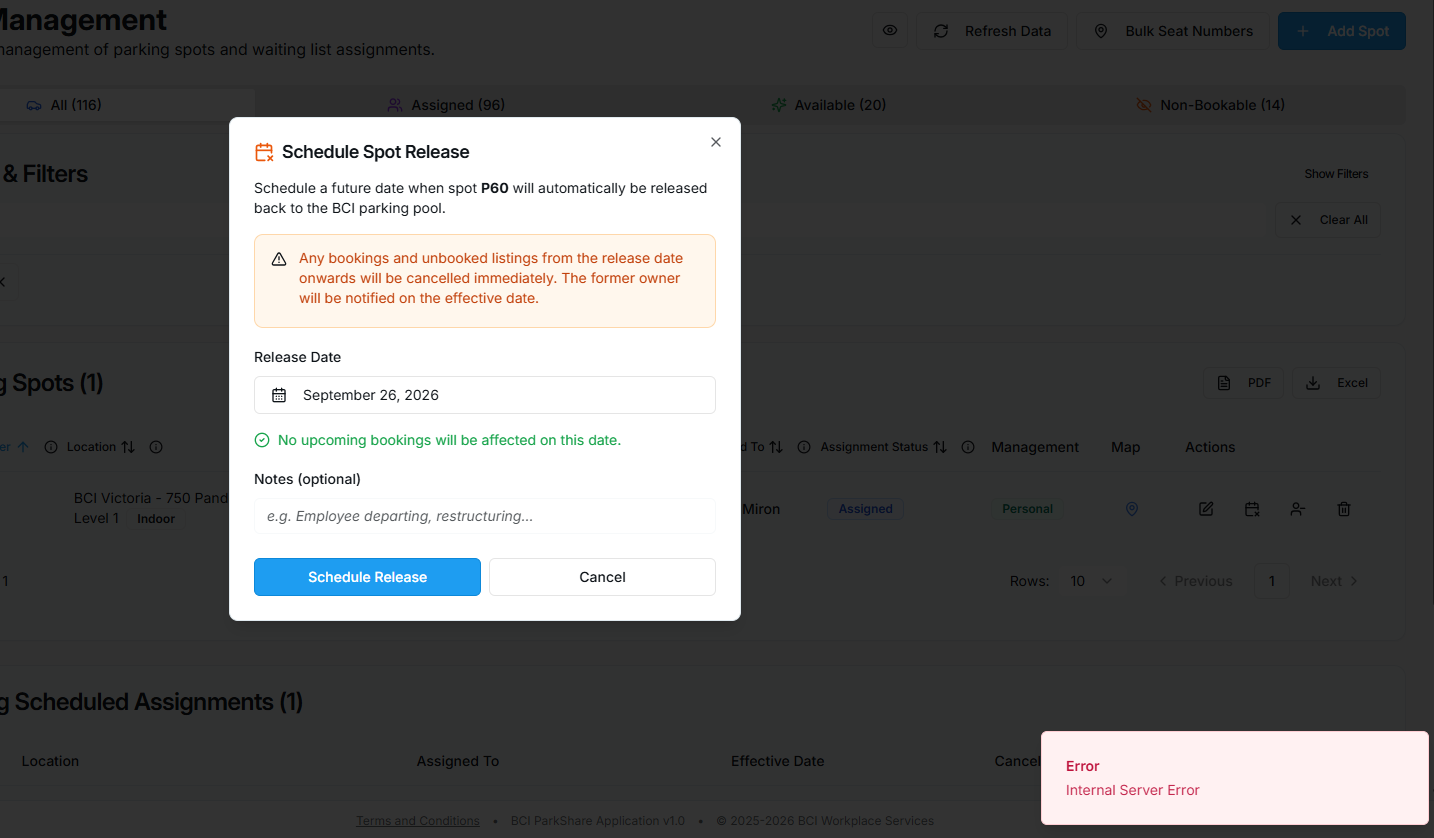 Management
management of parking spots and waiting list assignments.
Refresh Data
Bulk Seat Numbers
Add Spot
All (116)
Assigned (96)
Available (20)
Non-Bookable (14)
& Filters
Show Filters
Clear All
Schedule Spot Release
Schedule a future date when spot P60 will automatically be released
back to the BCI parking pool.
Any bookings and unbooked listings from the release date
onwards will be cancelled immediately. The former owner
will be notified on the effective date.
Release Date
September 26, 2026
No upcoming bookings will be affected on this date.
Notes (optional)
e.g. Employee departing, restructuring...
Schedule Release
Cancel
g Spots (1)
PDF
Excel
er
Location
d To
Assignment Status
Management
Map
Actions
BCI Victoria - 750 Pand
Level 1
Indoor
Miron
Assigned
Personal
1
Rows:
10
Previous
1
Next
g Scheduled Assignments (1)
Location
Assigned To
Effective Date
Cancel
Error
Internal Server Error
Terms and Conditions • BCI ParkShare Application v1.0 • © 2025-2026 BCI Workplace Services